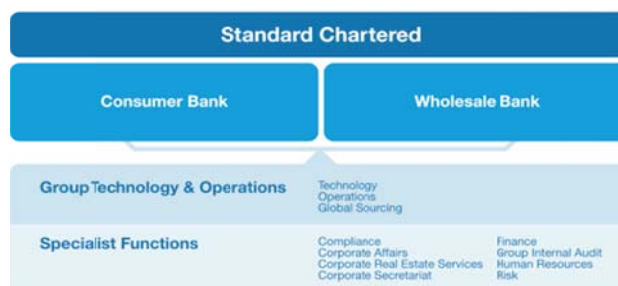 Standard Chartered
Consumer Bank
Wholesale Bank
Group Technology & Operations
Technology
Operations
Global Sourcing
Specialist Functions
Compliance
Corporate Affairs
Corporate Real Estate Services
Corporate Secretariat
Finance
Group Internal Audit
Human Resources
Risk